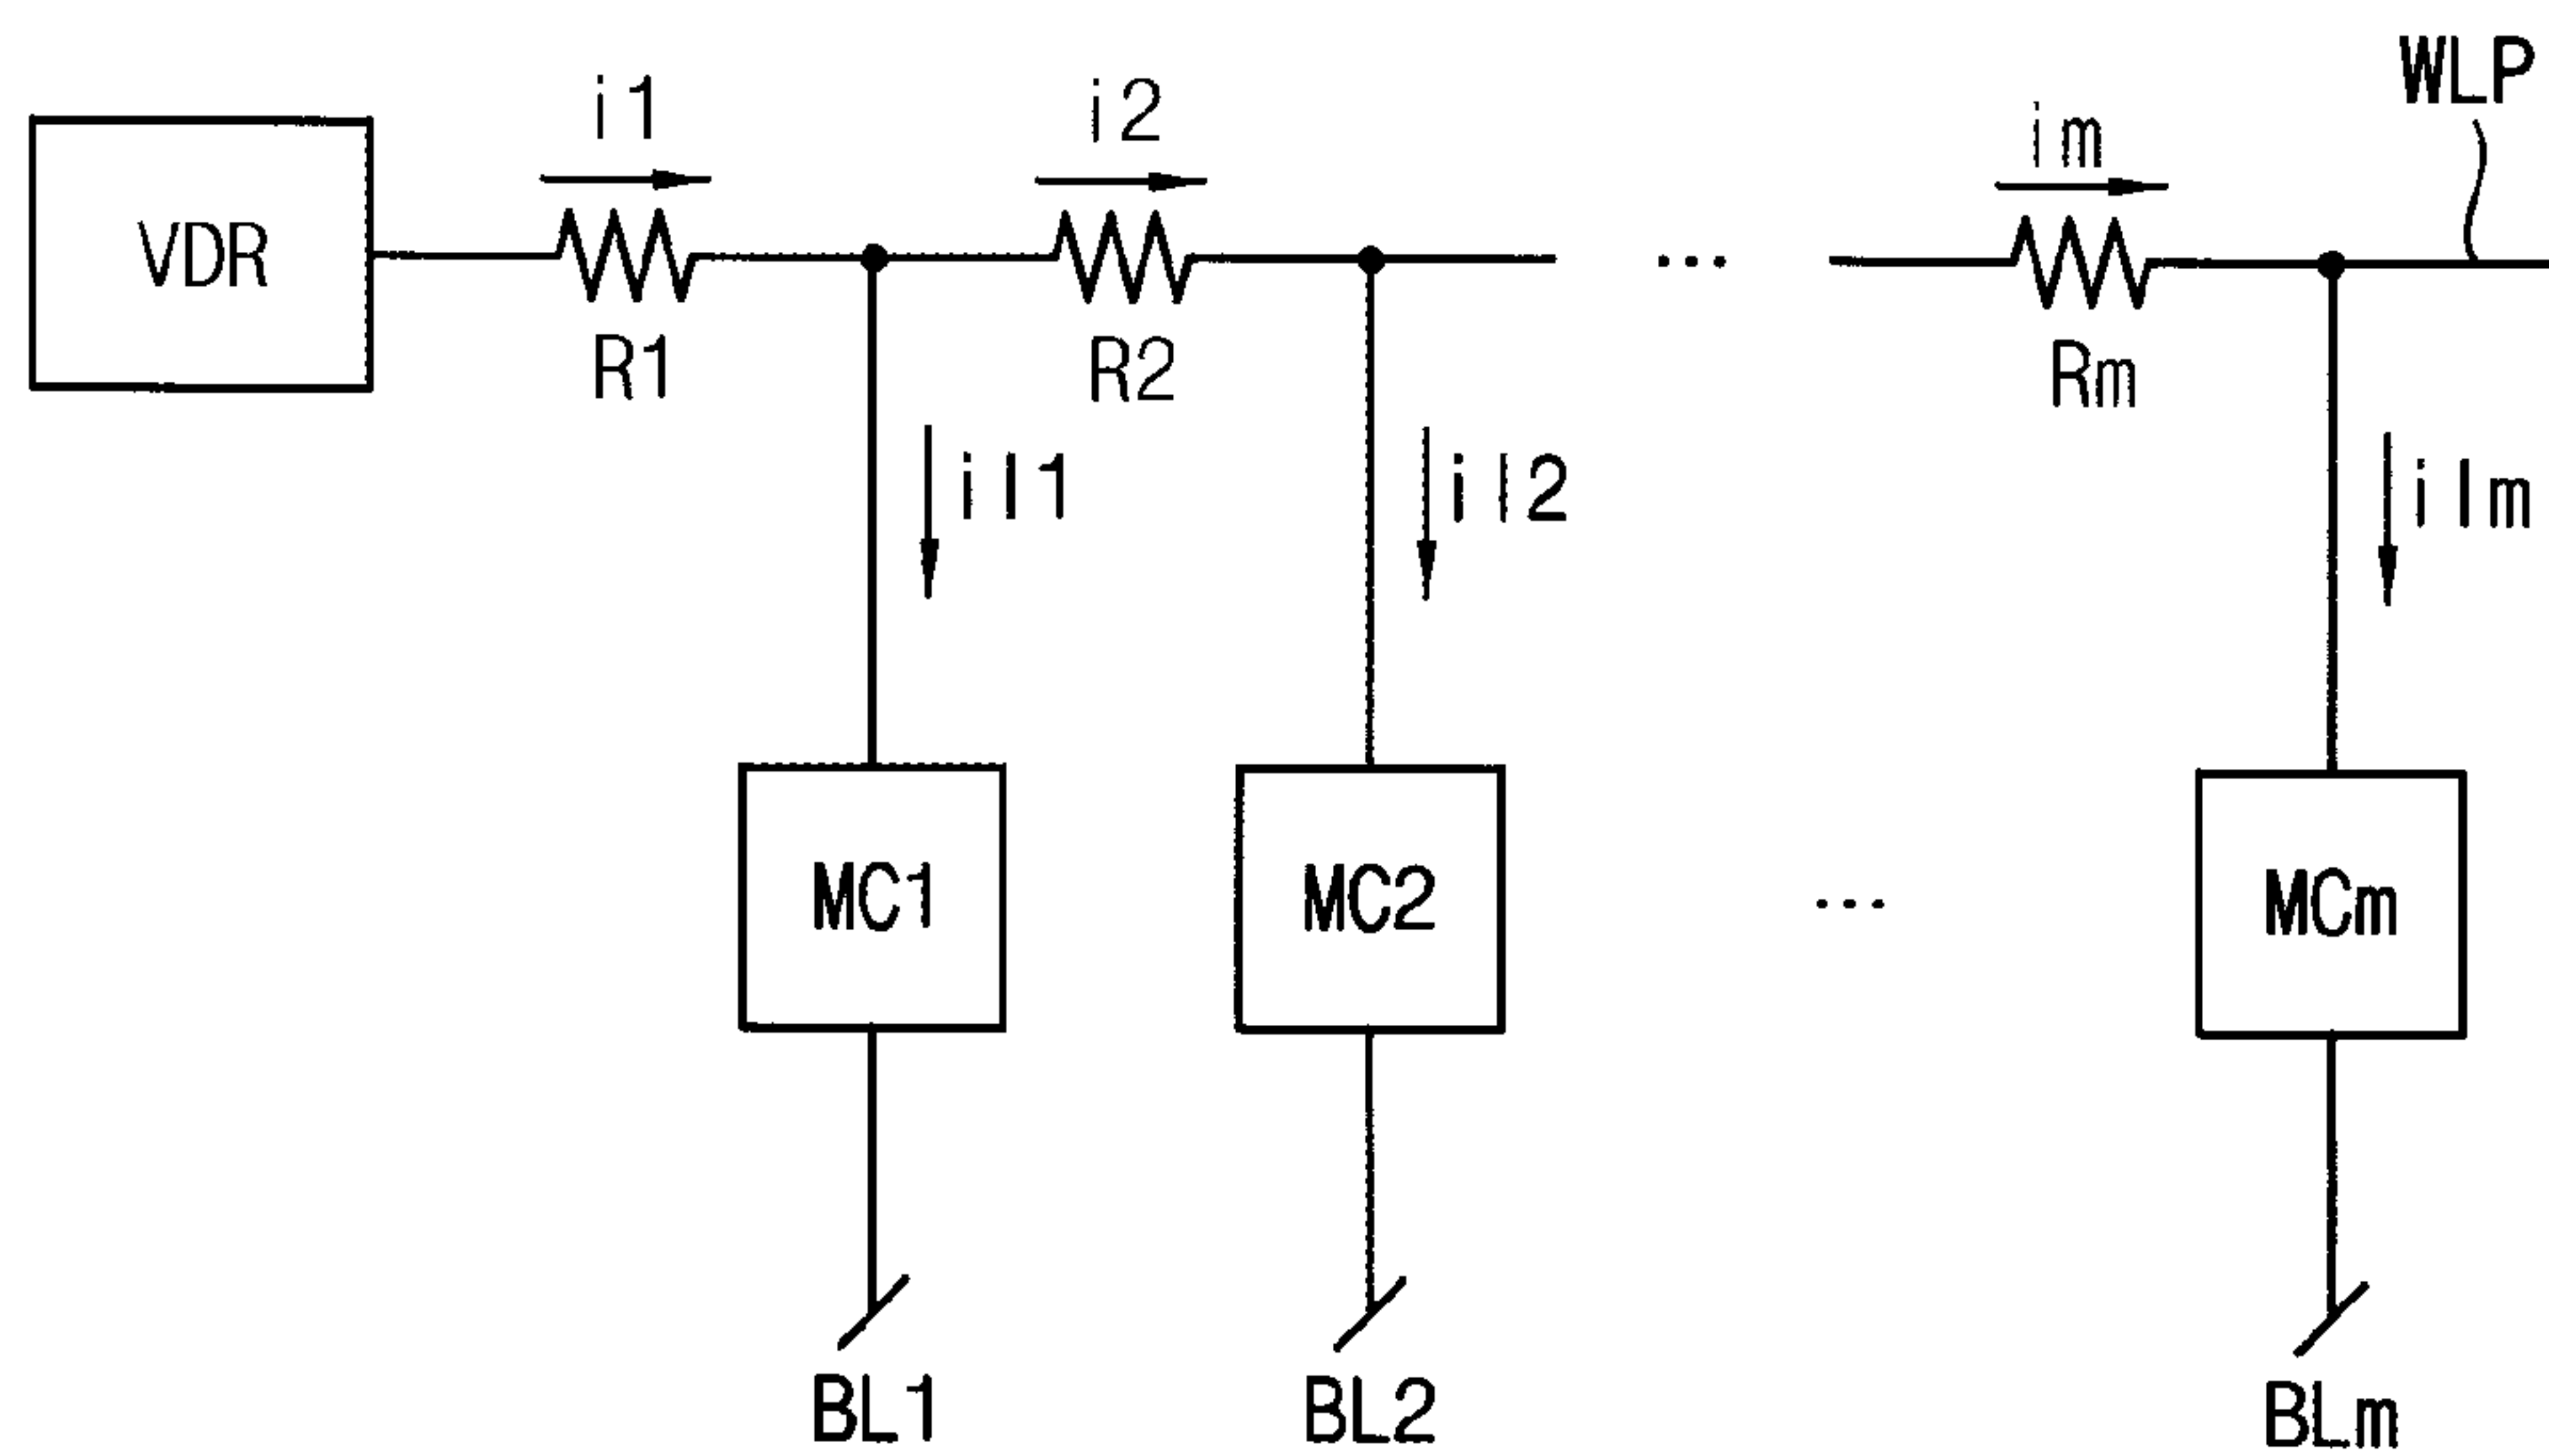 WLP
i1
i2
im
VDR
R1
R2
Rm
il1
il2
ilm
MC1
MC2
...
MCm
...
BL1
BL2
BLm